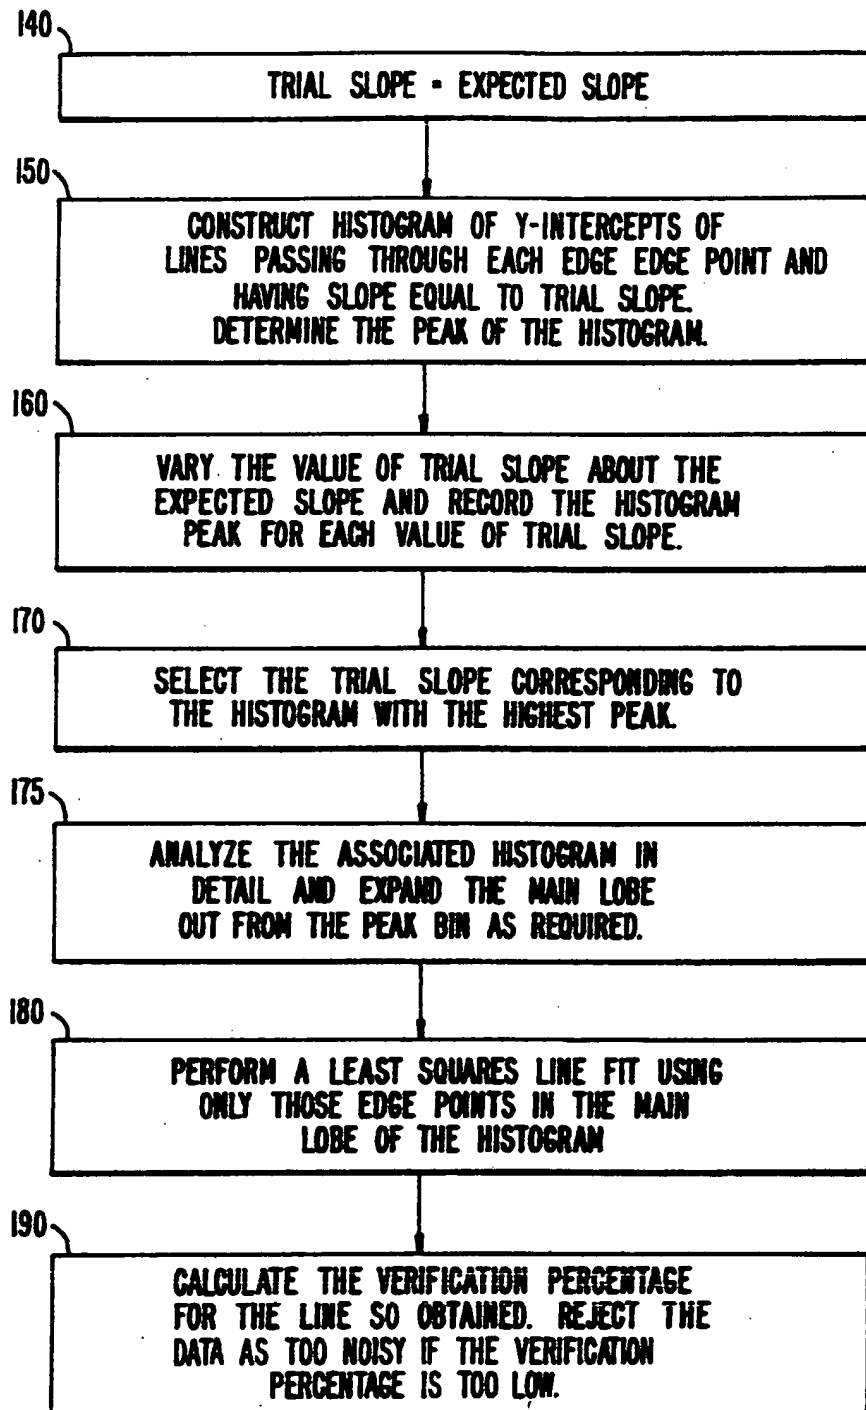 140
TRIAL SLOPE = EXPECTED SLOPE
150
CONSTRUCT HISTOGRAM OF Y-INTERCEPTS OF
LINES PASSING THROUGH EACH EDGE EDGE POINT AND
HAVING SLOPE EQUAL TO TRIAL SLOPE.
DETERMINE THE PEAK OF THE HISTOGRAM.
160
VARY THE VALUE OF TRIAL SLOPE ABOUT THE
EXPECTED SLOPE AND RECORD THE HISTOGRAM
PEAK FOR EACH VALUE OF TRIAL SLOPE.
170
SELECT THE TRIAL SLOPE CORRESPONDING TO
THE HISTOGRAM WITH THE HIGHEST PEAK.
175
ANALYZE THE ASSOCIATED HISTOGRAM IN
DETAIL AND EXPAND THE MAIN LOBE
OUT FROM THE PEAK BIN AS REQUIRED.
180
PERFORM A LEAST SQUARES LINE FIT USING
ONLY THOSE EDGE POINTS IN THE MAIN
LOBE OF THE HISTOGRAM
190
CALCULATE THE VERIFICATION PERCENTAGE
FOR THE LINE SO OBTAINED. REJECT THE
DATA AS TOO NOISY IF THE VERIFICATION
PERCENTAGE IS TOO LOW.